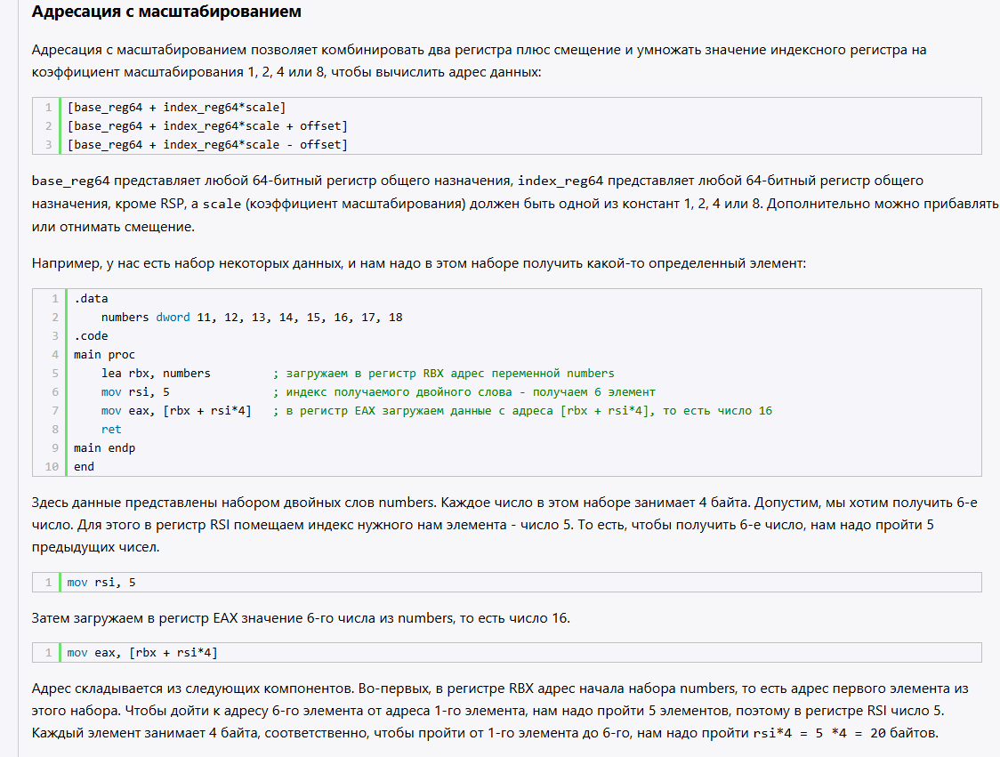 Адресация с масштабированием
Адресация с масштабированием позволяет комбинировать два регистра плюс смещение и умножать значение индексного регистра на
коэффициент масштабирования 1, 2, 4 или 8, чтобы вычислить адрес данных:
1 [base_reg64 + index_reg64*scale]
2 [base_reg64 + index_reg64*scale + offset]
3 [base_reg64 + index_reg64*scale - offset]
base_reg64 представляет любой 64-битный регистр общего назначения, index_reg64 представляет любой 64-битный регистр общего
назначения, кроме RSP, а scale (коэффициент масштабирования) должен быть одной из констант 1, 2, 4 или 8. Дополнительно можно прибавлять
или отнимать смещение.
Например, у нас есть набор некоторых данных, и нам надо в этом наборе получить какой-то определенный элемент:
1 .data
2     numbers dword 11, 12, 13, 14, 15, 16, 17, 18
3 .code
4 main proc
5     lea rbx, numbers         ; загружаем в регистр RBX адрес переменной numbers
6     mov rsi, 5               ; индекс получаемого двойного слова - получаем 6 элемент
7     mov eax, [rbx + rsi*4]   ; в регистр EAX загружаем данные с адреса [rbx + rsi*4], то есть число 16
8     ret
9 main endp
10 end
Здесь данные представлены набором двойных слов numbers. Каждое число в этом наборе занимает 4 байта. Допустим, мы хотим получить 6-е
число. Для этого в регистр RSI помещаем индекс нужного нам элемента - число 5. То есть, чтобы получить 6-е число, нам надо пройти 5
предыдущих чисел.
1 mov rsi, 5
Затем загружаем в регистр EAX значение 6-го числа из numbers, то есть число 16.
1 mov eax, [rbx + rsi*4]
Адрес складывается из следующих компонентов. Во-первых, в регистре RBX адрес начала набора numbers, то есть адрес первого элемента из
этого набора. Чтобы дойти к адресу 6-го элемента от адреса 1-го элемента, нам надо пройти 5 элементов, поэтому в регистре RSI число 5.
Каждый элемент занимает 4 байта, соответственно, чтобы пройти от 1-го элемента до 6-го, нам надо пройти rsi*4 = 5 *4 = 20 байтов.